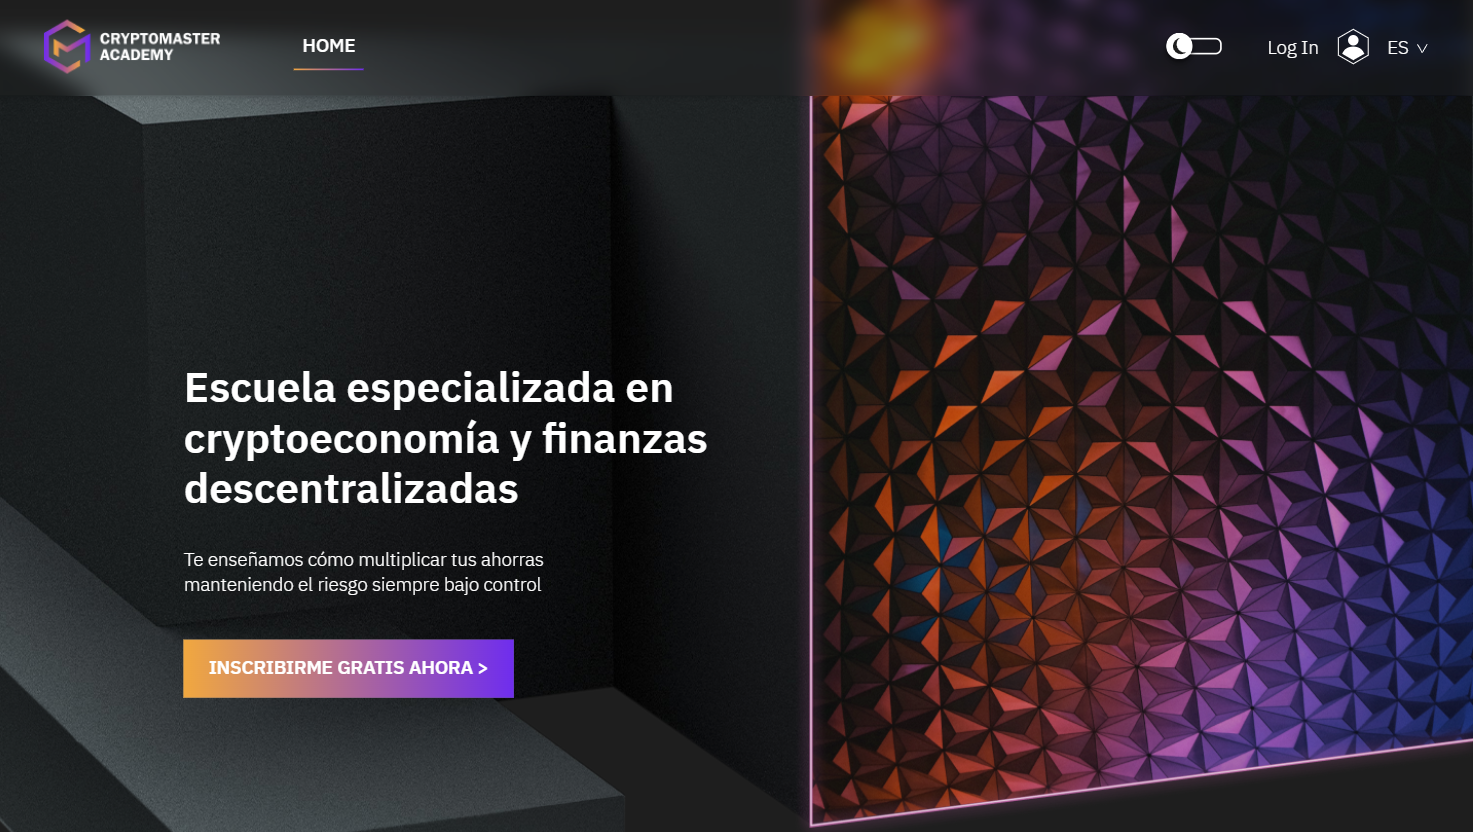 CRYPTOMASTER
ACADEMY
HOME
Log In
ES
Escuela especializada en
cryptoeconomía y finanzas
descentralizadas
Te enseñamos cómo multiplicar tus ahorras
manteniendo el riesgo siempre bajo control
INSCRIBIRME GRATIS AHORA >